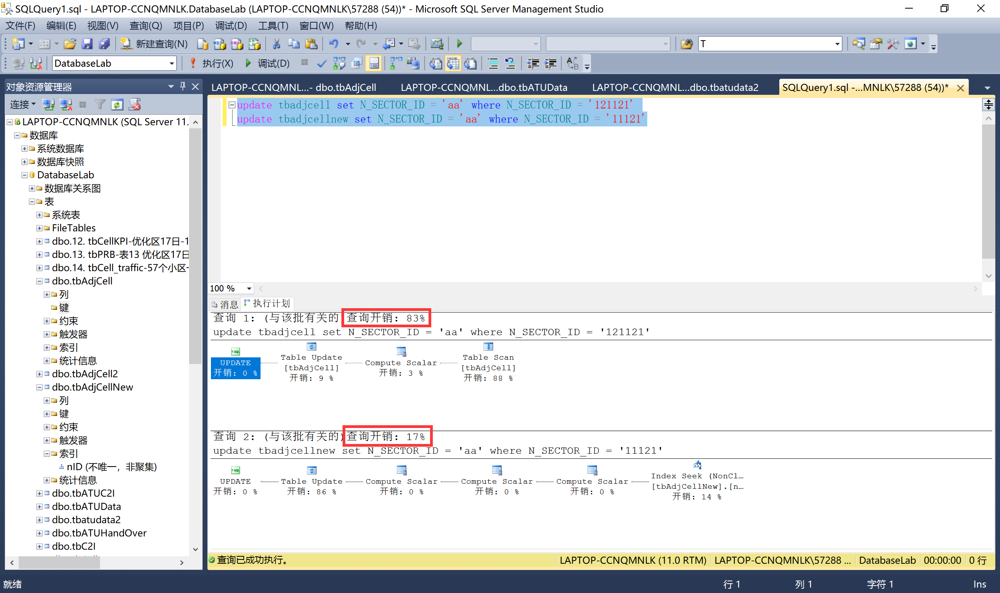 SQLQuery1.sql - LAPTOP-CCNQMNLK.DatabaseLab (LAPTOP-CCNQMNLK\57288 (54))* - Microsoft SQL Server Management Studio
文件(F) 编辑(E) 视图(V) 查询(Q) 项目(P) 调试(D) 工具(T) 窗口(W) 帮助(H)
新建查询(N) T
DatabaseLab 执行(X) 调试(D)
对象资源管理器
连接
LAPTOP-CCNQMNLK (SQL Server 11.
数据库
系统数据库
数据库快照
DatabaseLab
数据库关系图
表
系统表
FileTables
dbo.12. tbCellKPI-优化区17日-1
dbo.13. tbPRB-表13 优化区17日
dbo.14. tbCell_traffic-57个小区-
dbo.tbAdjCell
列
键
约束
触发器
索引
统计信息
dbo.tbAdjCell2
dbo.tbAdjCellNew
列
键
约束
触发器
索引
nID (不唯一，非聚集)
统计信息
dbo.tbATUC2I
dbo.tbATUData
dbo.tbatudata2
dbo.tbATUHandOver
dbo.tbC2I
LAPTOP-CCNQMNL...- dbo.tbAdjCell LAPTOP-CCNQMNL...dbo.tbATUData LAPTOP-CCNQMNL...dbo.tbatudata2 SQLQuery1.sql -...MNLK\57288 (54))*
update tbadjcell set N_SECTOR_ID = 'aa' where N_SECTOR_ID = '121121'
update tbadjcellnew set N_SECTOR_ID = 'aa' where N_SECTOR_ID = '11121'
100 %
消息 执行计划
查询 1: (与该批有关的)查询开销: 83%
update tbadjcell set N_SECTOR_ID = 'aa' where N_SECTOR_ID = '121121'
T-SQL
UPDATE
开销: 0 %
Table Update
[tbAdjCell]
开销: 9 %
Compute Scalar
开销: 3 %
Table Scan
[tbAdjCell]
开销: 88 %
查询 2: (与该批有关的)查询开销: 17%
update tbadjcellnew set N_SECTOR_ID = 'aa' where N_SECTOR_ID = '11121'
T-SQL
UPDATE
开销: 0 %
Table Update
开销: 86 %
Compute Scalar
开销: 0 %
Compute Scalar
开销: 0 %
Compute Scalar
开销: 0 %
Index Seek (NonCl…
[tbAdjCellNew].[n…
开销: 14 %
查询已成功执行。 LAPTOP-CCNQMNLK (11.0 RTM) LAPTOP-CCNQMNLK\57288 ... DatabaseLab 00:00:00 0 行
就绪 行 1 列 1 字符 1 Ins